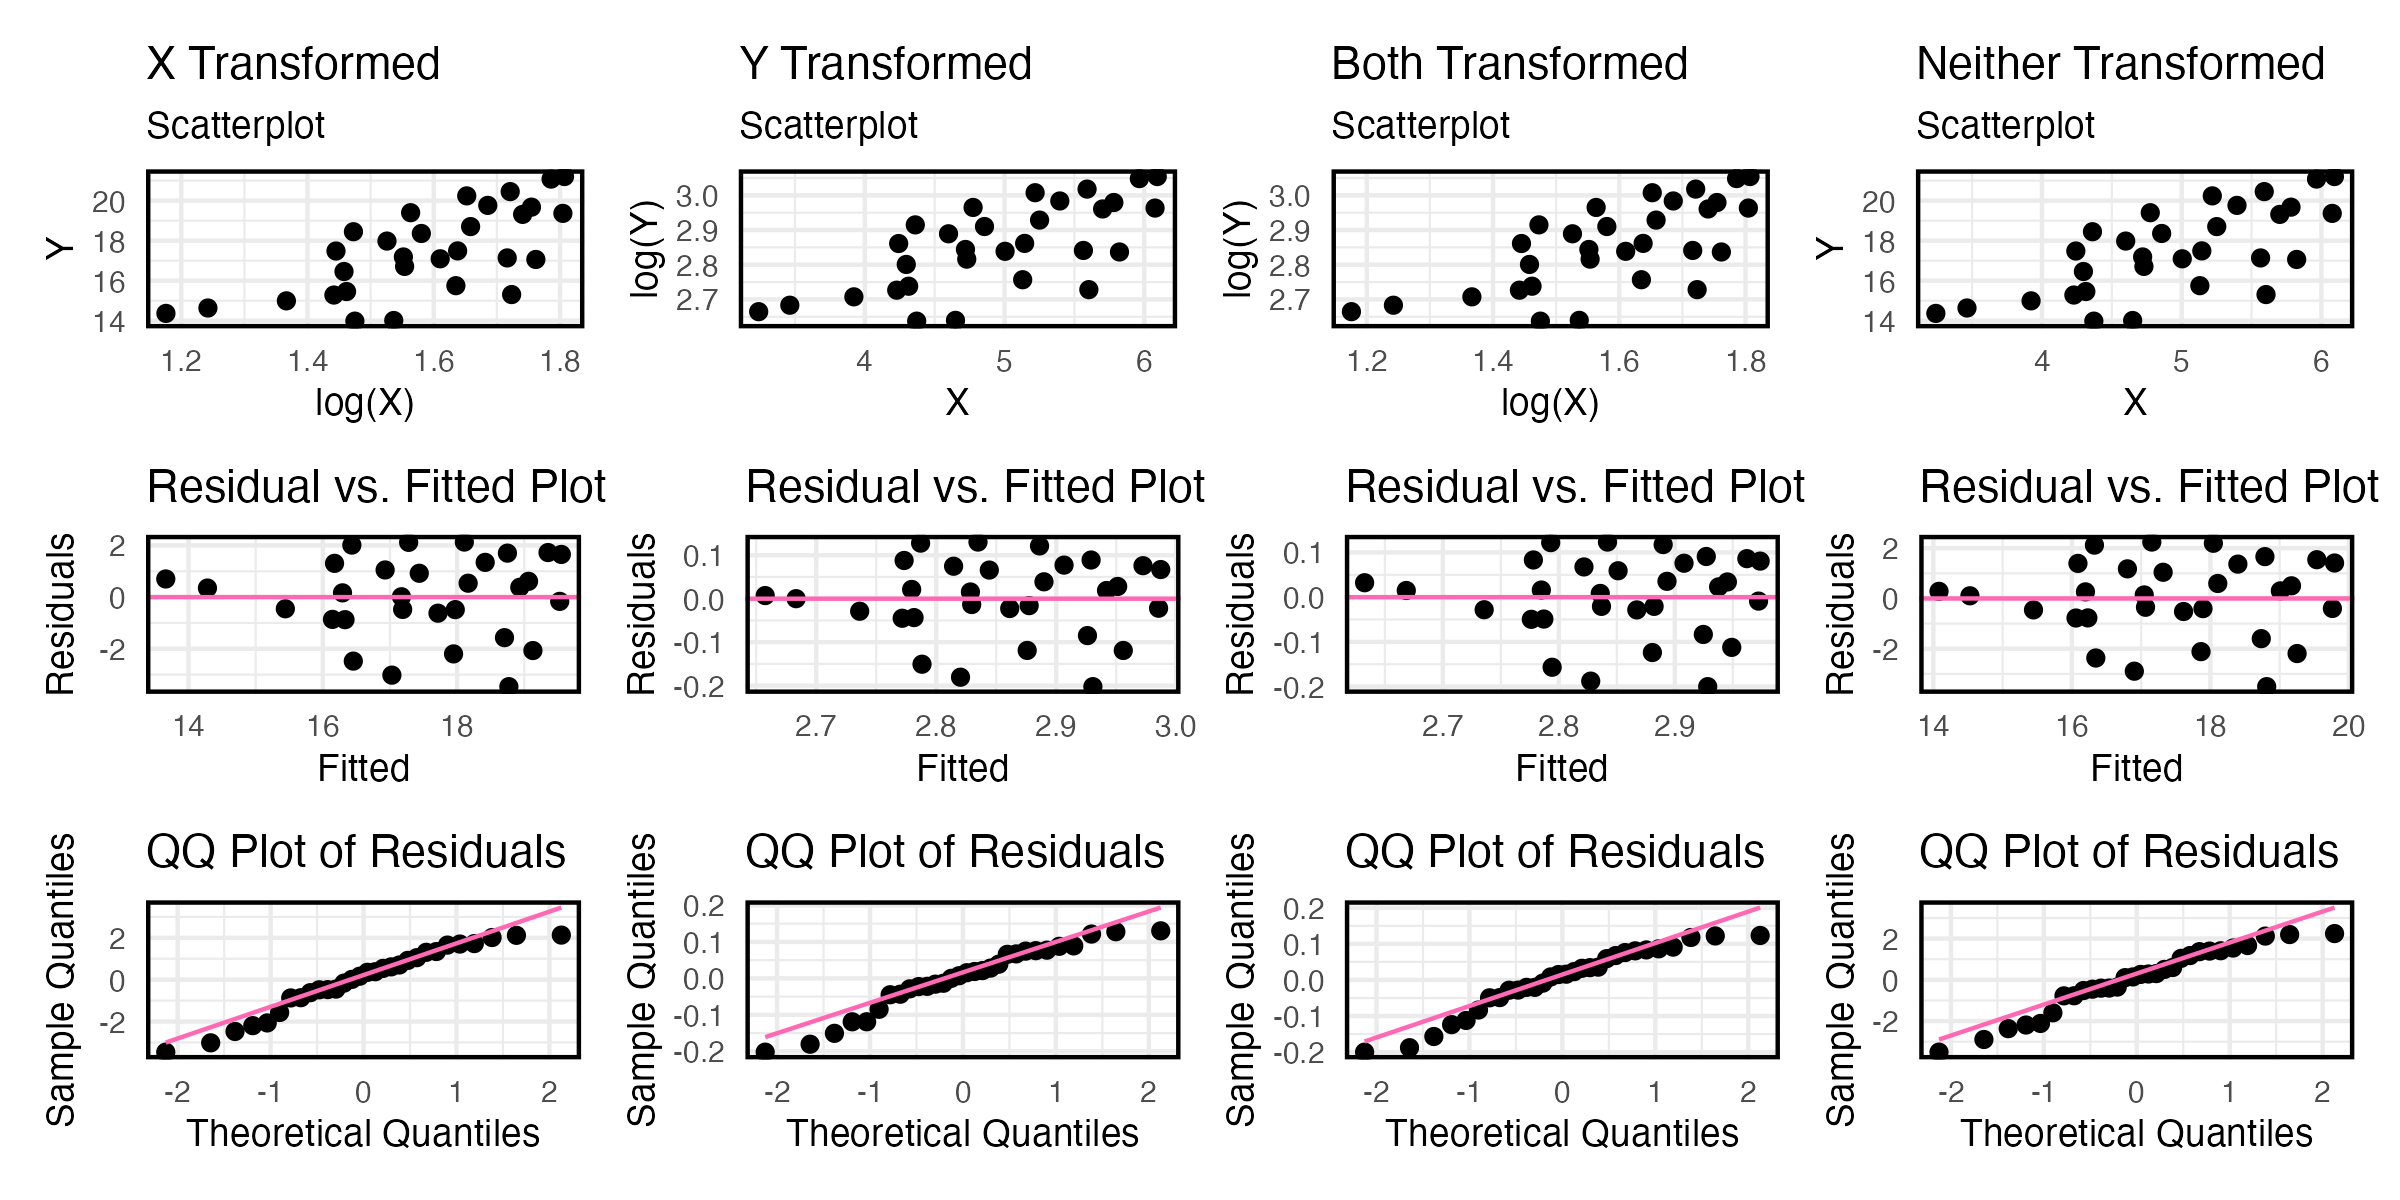 X Transformed
Y Transformed
Both Transformed
Neither Transformed
Scatterplot
Scatterplot
Scatterplot
Scatterplot
Y
20
18
16
14
1.2 1.4 1.6 1.8
log(X)
log(Y)
3.0
2.9
2.8
2.7
4 5 6
X
log(Y)
3.0
2.9
2.8
2.7
1.2 1.4 1.6 1.8
log(X)
Y
20
18
16
14
4 5 6
X
Residual vs. Fitted Plot
Residual vs. Fitted Plot
Residual vs. Fitted Plot
Residual vs. Fitted Plot
Residuals
2
0
-2
14 16 18
Fitted
Residuals
0.1
0.0
-0.1
-0.2
2.7 2.8 2.9 3.0
Fitted
Residuals
0.1
0.0
-0.1
-0.2
2.7 2.8 2.9
Fitted
Residuals
2
0
-2
14 16 18 20
Fitted
QQ Plot of Residuals
QQ Plot of Residuals
QQ Plot of Residuals
QQ Plot of Residuals
Sample Quantiles
2
0
-2
-2 -1 0 1 2
Theoretical Quantiles
Sample Quantiles
0.2
0.1
0.0
-0.1
-0.2
-2 -1 0 1 2
Theoretical Quantiles
Sample Quantiles
0.2
0.1
0.0
-0.1
-0.2
-2 -1 0 1 2
Theoretical Quantiles
Sample Quantiles
2
0
-2
-2 -1 0 1 2
Theoretical Quantiles